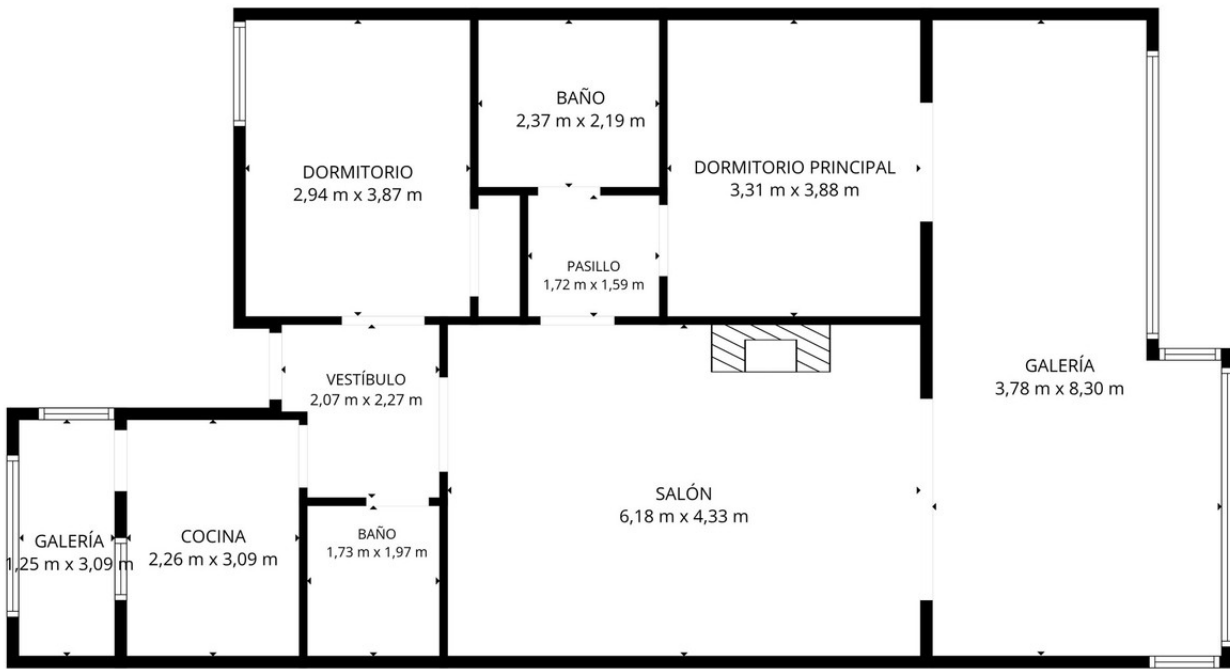 BAÑO
2,37 m x 2,19 m
DORMITORIO
2,94 m x 3,87 m
DORMITORIO PRINCIPAL
3,31 m x 3,88 m
PASILLO
1,72 m x 1,59 m
GALERÍA
3,78 m x 8,30 m
VESTÍBULO
2,07 m x 2,27 m
SALÓN
6,18 m x 4,33 m
GALERÍA
1,25 m x 3,09 m
COCINA
2,26 m x 3,09 m
BAÑO
1,73 m x 1,97 m